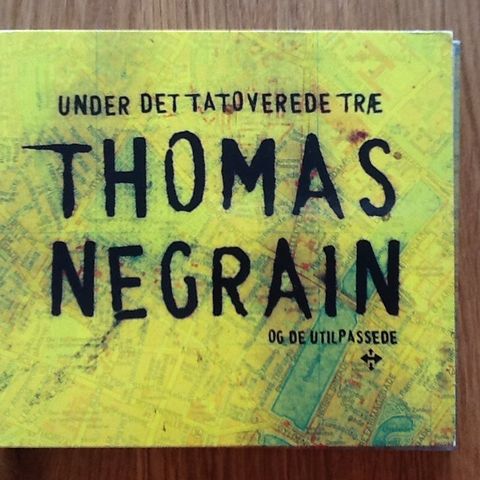 UNDER DET TATOVEREDE TRÆ
THOMAS
NEGRAIN
OG DE UTILPASSEDE